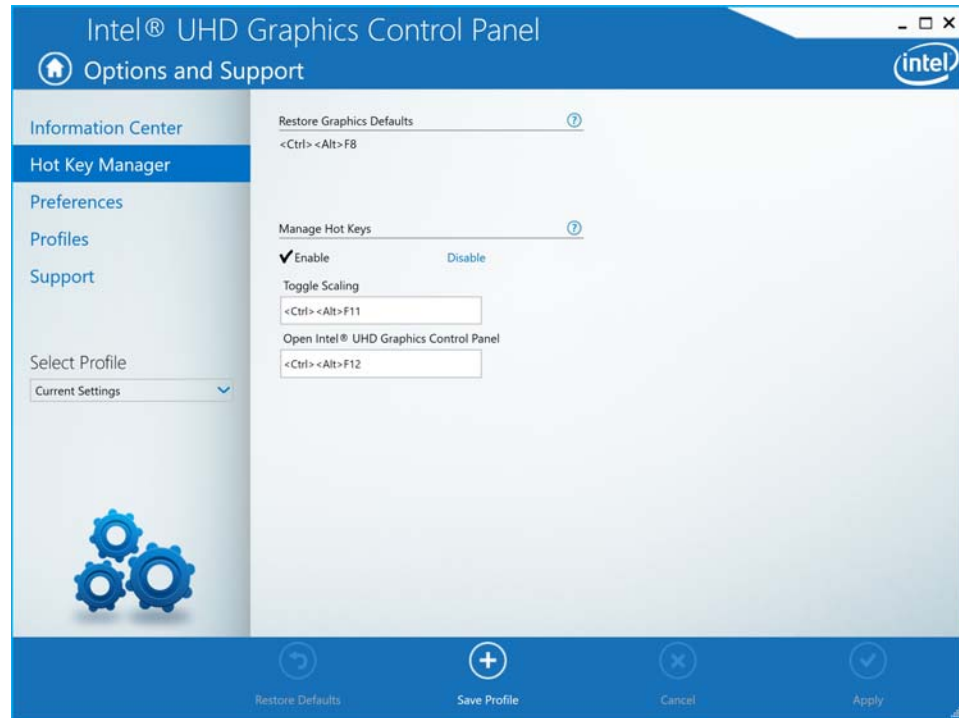 Intel® UHD Graphics Control Panel
Options and Support
intel
Information Center
Hot Key Manager
Preferences
Profiles
Support
Select Profile
Current Settings
Restore Graphics Defaults
?
<Ctrl><Alt>F8
Manage Hot Keys
?
Enable
Disable
Toggle Scaling
<Ctrl><Alt>F11
Open Intel® UHD Graphics Control Panel
<Ctrl><Alt>F12
Restore Defaults
Save Profile
Cancel
Apply